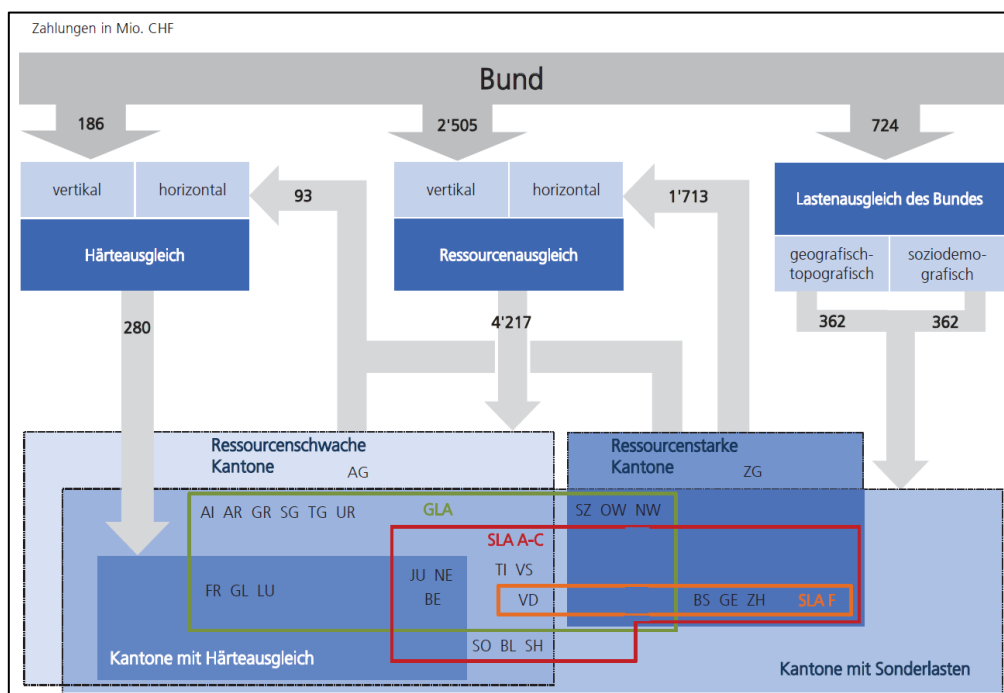 Zahlungen in Mio. CHF
Bund
186
2'505
724
vertikal
horizontal
93
vertikal
horizontal
1'713
Lastenausgleich des Bundes
Härteausgleich
Ressourcenausgleich
geografisch-
topografisch
soziodemo-
grafisch
280
4'217
362
362
Ressourcenschwache
Kantone
AG
Ressourcenstarke
Kantone
ZG
AI AR GR SG TG UR
GLA
SZ OW NW
SLA A-C
FR GL LU
JU NE
BE
TI VS
VD
BS GE ZH
SLA F
SO BL SH
Kantone mit Härteausgleich
Kantone mit Sonderlasten